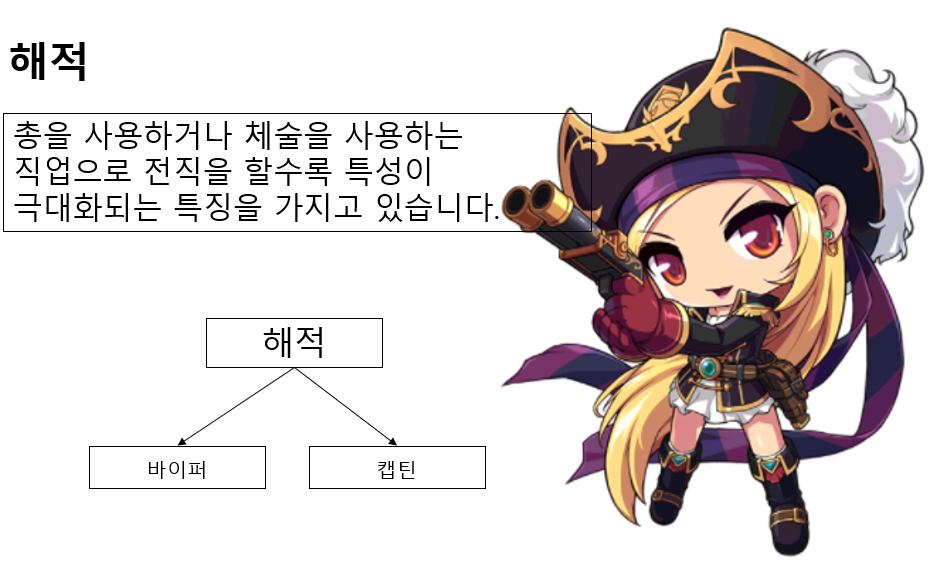 해적
총을 사용하거나 체술을 사용하는
직업으로 전직을 할수록 특성이
극대화되는 특징을 가지고 있습니다.
해적
바이퍼
캡틴